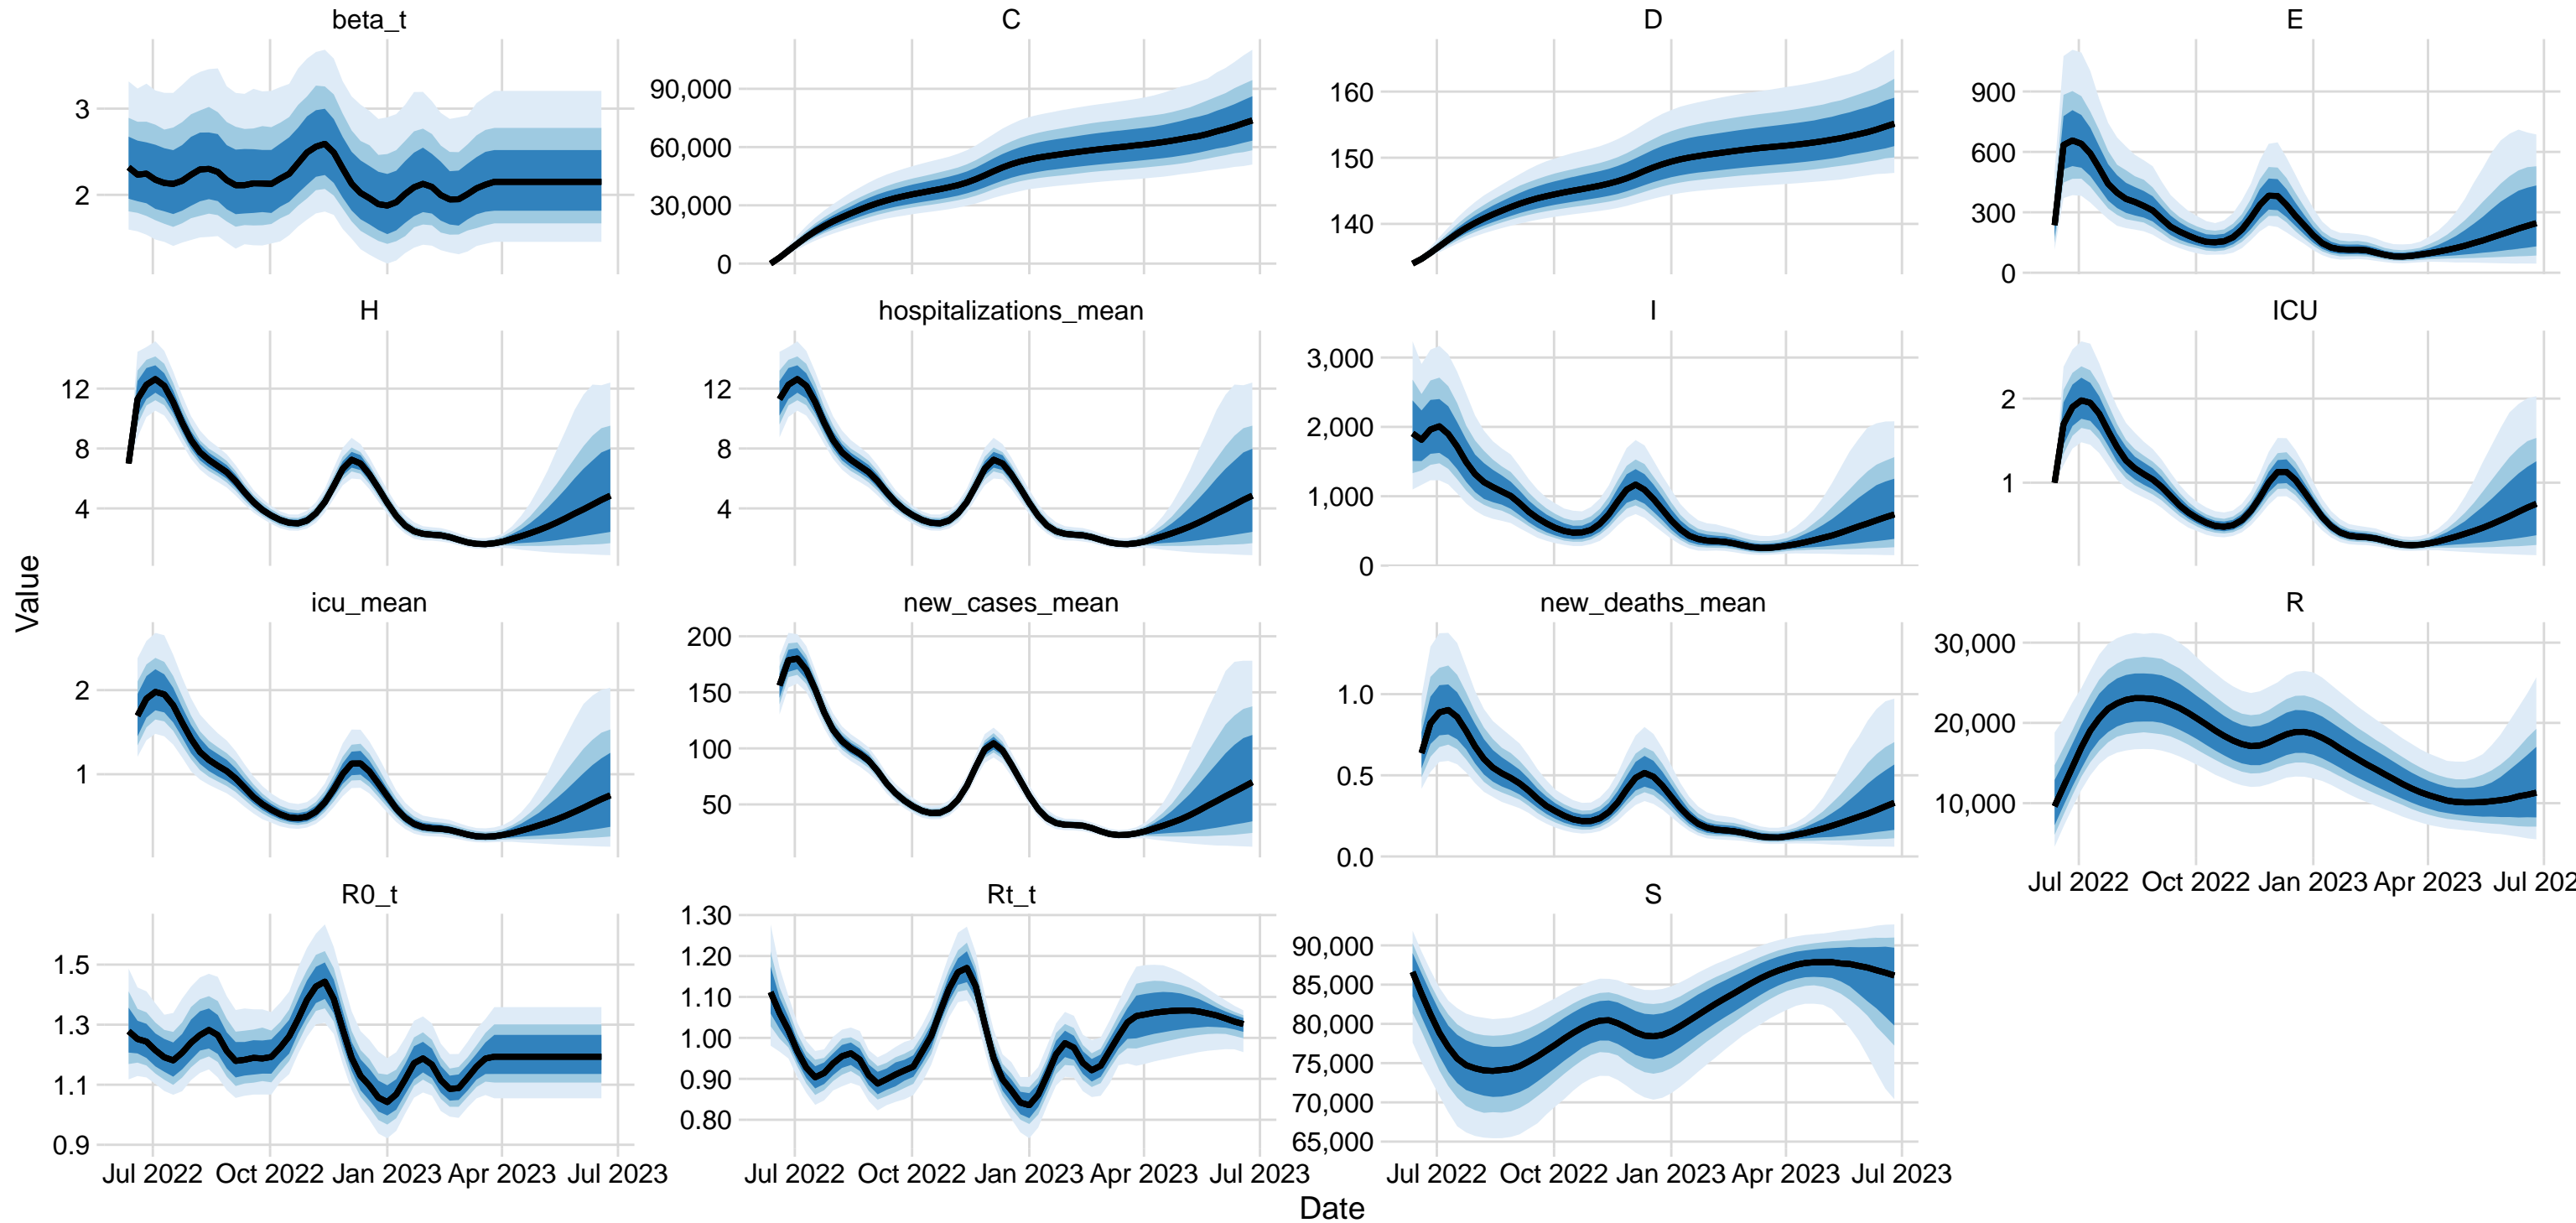 beta_t
C
D
E
3
2
90,000
60,000
30,000
0
160
150
140
900
600
300
0
H
hospitalizations_mean
I
ICU
12
8
4
12
8
4
3,000
2,000
1,000
0
2
1
Value
icu_mean
new_cases_mean
new_deaths_mean
R
2
1
200
150
100
50
1.0
0.5
0.0
30,000
20,000
10,000
Jul 2022 Oct 2022 Jan 2023 Apr 2023 Jul 202
R0_t
Rt_t
S
1.5
1.3
1.1
0.9
1.30
1.20
1.10
1.00
0.90
0.80
90,000
85,000
80,000
75,000
70,000
65,000
Jul 2022 Oct 2022 Jan 2023 Apr 2023 Jul 2023
Jul 2022 Oct 2022 Jan 2023 Apr 2023 Jul 2023
Jul 2022 Oct 2022 Jan 2023 Apr 2023 Jul 2023
Date